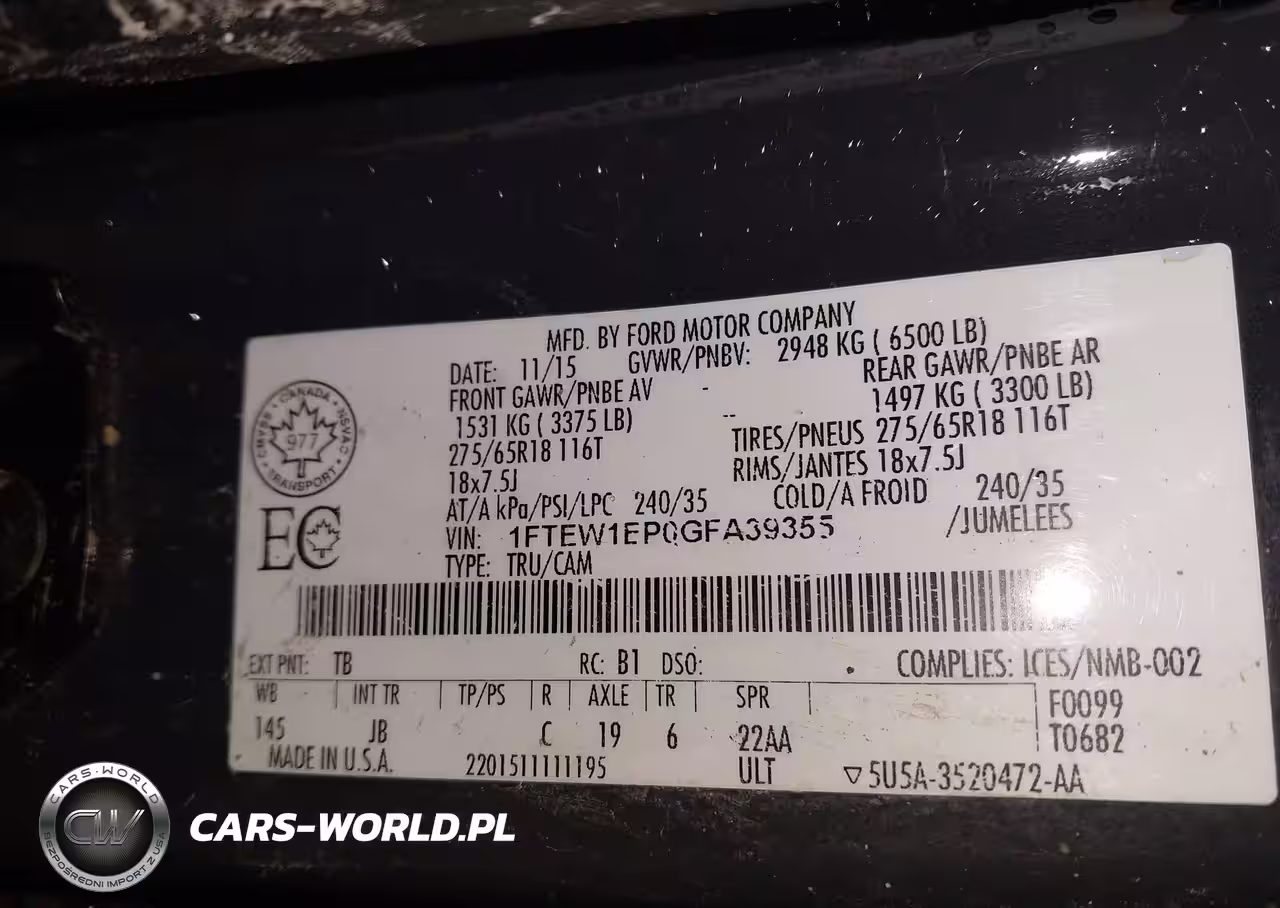 MFD. BY FORD MOTOR COMPANY
DATE: 11/15 GVWR/PNBV: 2948 KG ( 6500 LB)
FRONT GAWR/PNBE AV - REAR GAWR/PNBE AR
1531 KG ( 3375 LB) -- 1497 KG ( 3300 LB)
275/65R18 116T TIRES/PNEUS 275/65R18 116T
18x7.5J RIMS/JANTES 18x7.5J
AT/A kPa/PSI/LPC 240/35 COLD/A FROID 240/35
VIN: 1FTEW1EP0GFA39355 /JUMELEES
TYPE: TRU/CAM
CMVSS • CANADA • NSVAC
977
TRANSPORT
EC
EXT PNT: TB RC: B1 DSO: COMPLIES: ICES/NMB-002
WB | INT TR | TP/PS | R | AXLE | TR | SPR | F0099
145 JB C 19 6 22AA T0682
MADE IN U.S.A. 2201511111195 ULT ▽5U5A-3520472-AA
CARS-WORLD
CW
BEZPOŚREDNI IMPORT Z USA
CARS-WORLD.PL